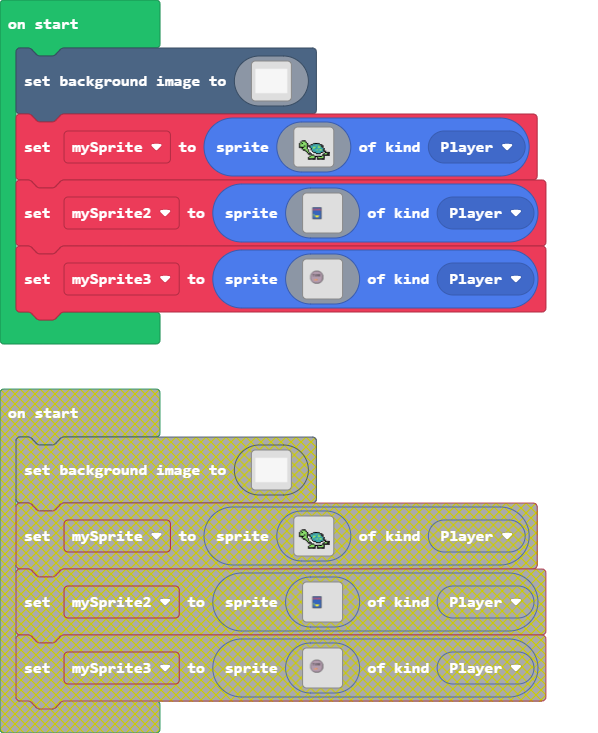 on start
set background image to
set mySprite to sprite of kind Player
set mySprite2 to sprite of kind Player
set mySprite3 to sprite of kind Player
on start
set background image to
set mySprite to sprite of kind Player
set mySprite2 to sprite of kind Player
set mySprite3 to sprite of kind Player